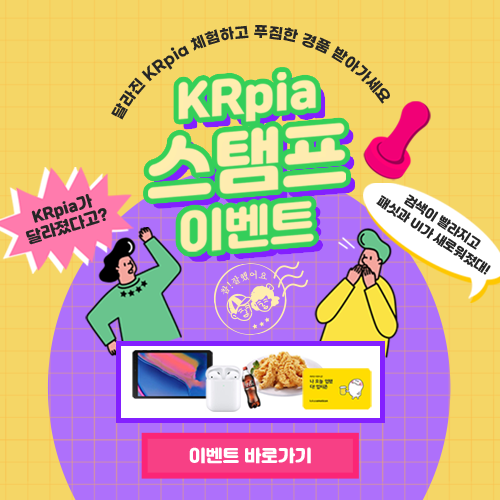 달라진 KRpia 체험하고 푸짐한 경품 받아가세요
KRpia
스탬프
이벤트
KRpia가
달라졌다고?
검색이 빨라지고
패싯과 UI가 새로워졌대!
참!잘했어요
이벤트 바로가기